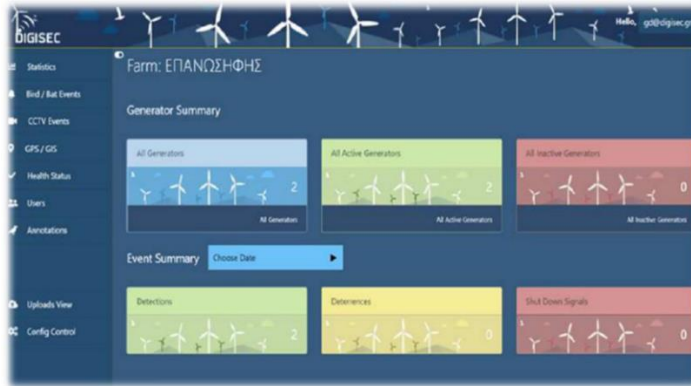 DIGISEC
Hello, gd@digisec.gr
Statistics
Bird / Bat Events
CCTV Events
GPS / GIS
Health Status
Users
Annotations
Uploads View
Config Control
Farm: ΕΠΑΝΩΣΗΦΗΣ
Generator Summary
All Generators
2
All Generators
All Active Generators
2
All Active Generators
All Inactive Generators
0
All Inactive Generators
Event Summary Choose Date
Detections
2
Deterrences
0
Shut Down Signals
0